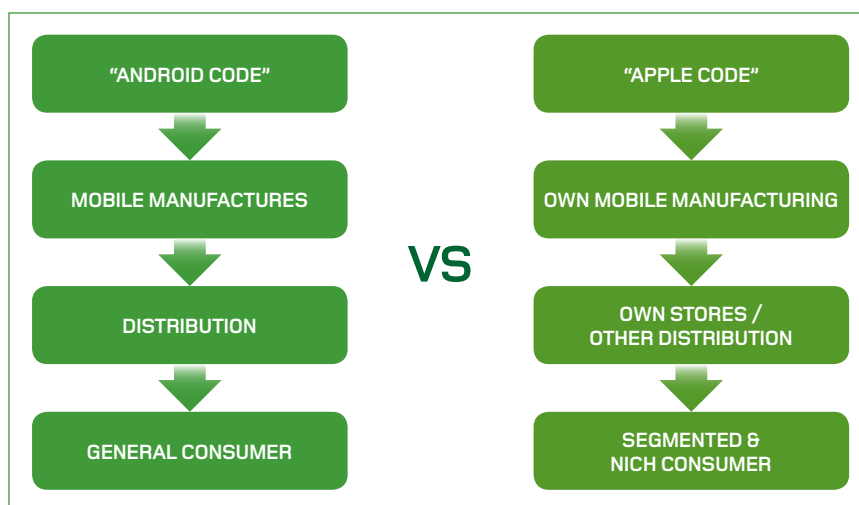 “ANDROID CODE”
MOBILE MANUFACTURES
DISTRIBUTION
GENERAL CONSUMER
VS
“APPLE CODE”
OWN MOBILE MANUFACTURING
OWN STORES /
OTHER DISTRIBUTION
SEGMENTED &
NICH CONSUMER